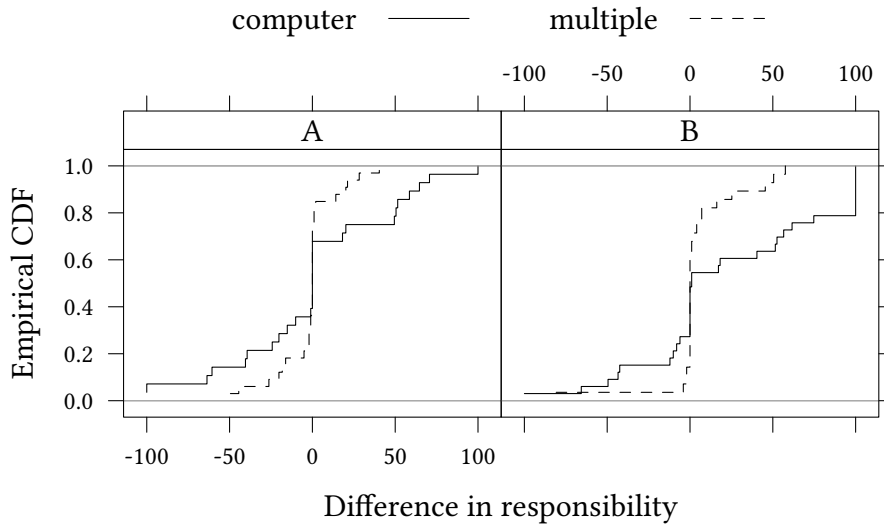 computer multiple
-100 -50 0 50 100
A B
1.0
0.8
0.6
0.4
0.2
0.0
Empirical CDF
-100 -50 0 50 100
Difference in responsibility